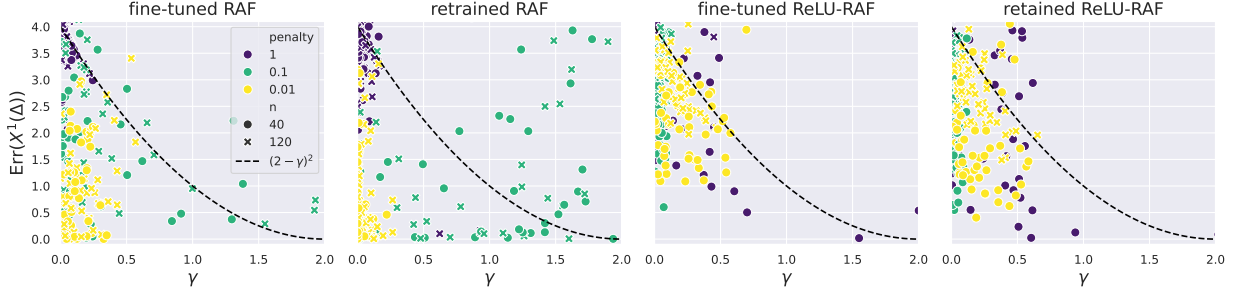 fine-tuned RAF
retrained RAF
fine-tuned ReLU-RAF
retained ReLU-RAF
Err(X¹(Δ))
4.0
3.5
3.0
2.5
2.0
1.5
1.0
0.5
0.0
penalty
1
0.1
0.01
n
40
120
(2 − γ)²
0.0 0.5 1.0 1.5 2.0
0.0 0.5 1.0 1.5 2.0
0.0 0.5 1.0 1.5 2.0
0.0 0.5 1.0 1.5 2.0
γ
γ
γ
γ